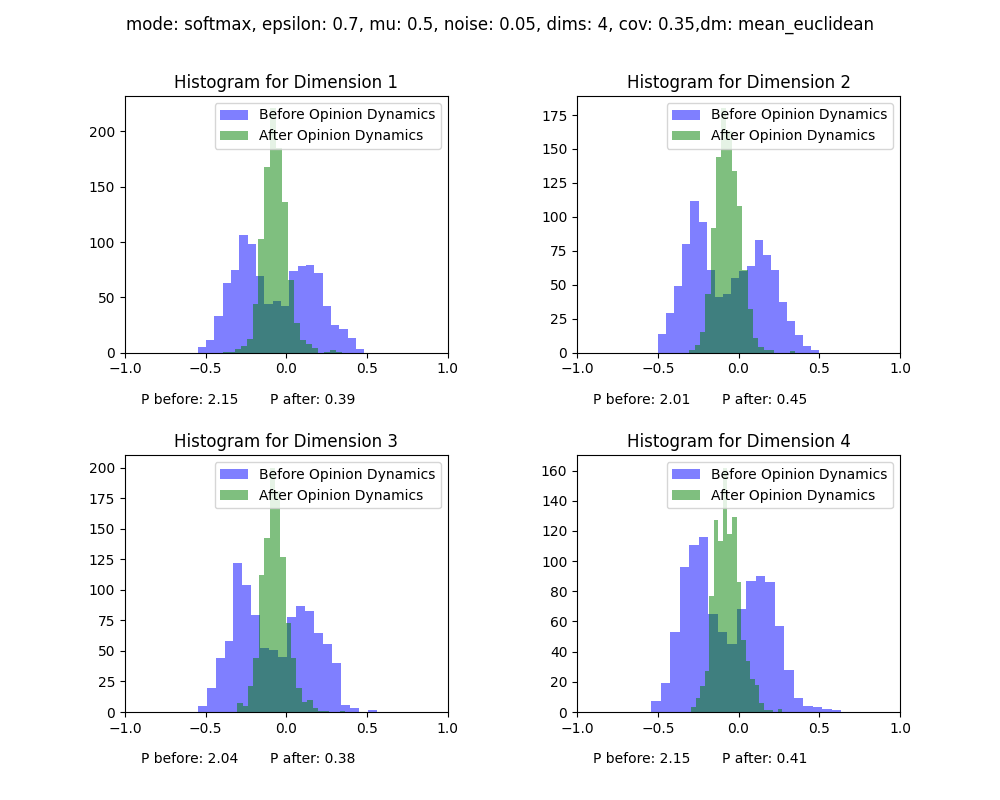 mode: softmax, epsilon: 0.7, mu: 0.5, noise: 0.05, dims: 4, cov: 0.35,dm: mean_euclidean
Histogram for Dimension 1
Before Opinion Dynamics
After Opinion Dynamics
200
150
100
50
0
−1.0 −0.5 0.0 0.5 1.0
P before: 2.15 P after: 0.39
Histogram for Dimension 2
Before Opinion Dynamics
After Opinion Dynamics
175
150
125
100
75
50
25
0
−1.0 −0.5 0.0 0.5 1.0
P before: 2.01 P after: 0.45
Histogram for Dimension 3
Before Opinion Dynamics
After Opinion Dynamics
200
175
150
125
100
75
50
25
0
−1.0 −0.5 0.0 0.5 1.0
P before: 2.04 P after: 0.38
Histogram for Dimension 4
Before Opinion Dynamics
After Opinion Dynamics
160
140
120
100
80
60
40
20
0
−1.0 −0.5 0.0 0.5 1.0
P before: 2.15 P after: 0.41